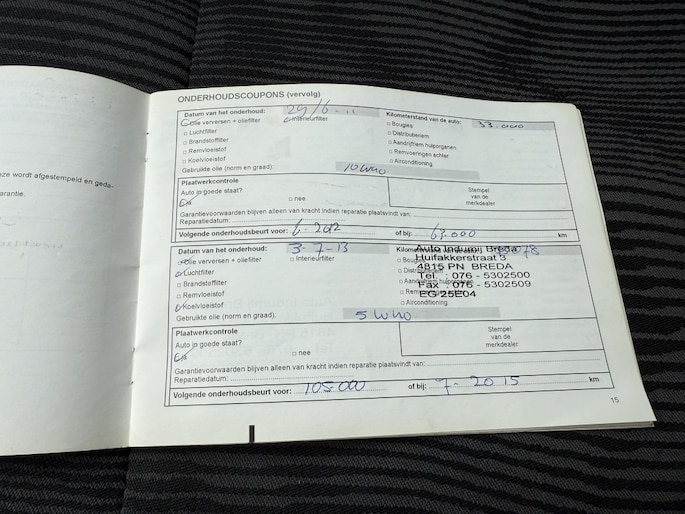 ze wordt afgestempeld en geda-
arantie.
ONDERHOUDSCOUPONS (vervolg)
Datum van het onderhoud: 29/6-11 Kilometerstand van de auto: 33.000
Olie verversen + oliefilter Interieurfilter Bougies
Luchtfilter Distributieriem
Brandstoffilter Aandrijfriem hulporganen
Remvloeistof Remvoeringen achter
Koelvloeistof Airconditioning
Gebruikte olie (norm en graad): 10W40
Plaatwerkcontrole
Auto in goede staat?
ja nee
Stempel
van de
merkdealer
Garantievoorwaarden blijven alleen van kracht indien reparatie plaatsvindt van:
Reparatiedatum:
Volgende onderhoudsbeurt voor: of bij: 63.000 km
Datum van het onderhoud: 3-7-13
Olie verversen + oliefilter Interieurfilter
Luchtfilter
Brandstoffilter
Remvloeistof
Koelvloeistof Airconditioning
Auto Indumij Breda
Huifakkerstraat 3
4815 PN BREDA
Tel. : 076 - 5302500
Fax : 076 - 5302509
EG 25E04
Gebruikte olie (norm en graad): 5W40
Plaatwerkcontrole
Auto in goede staat?
ja nee
Stempel
van de
merkdealer
Garantievoorwaarden blijven alleen van kracht indien reparatie plaatsvindt van:
Reparatiedatum:
Volgende onderhoudsbeurt voor: 105.000 of bij: 7-2015 km
15